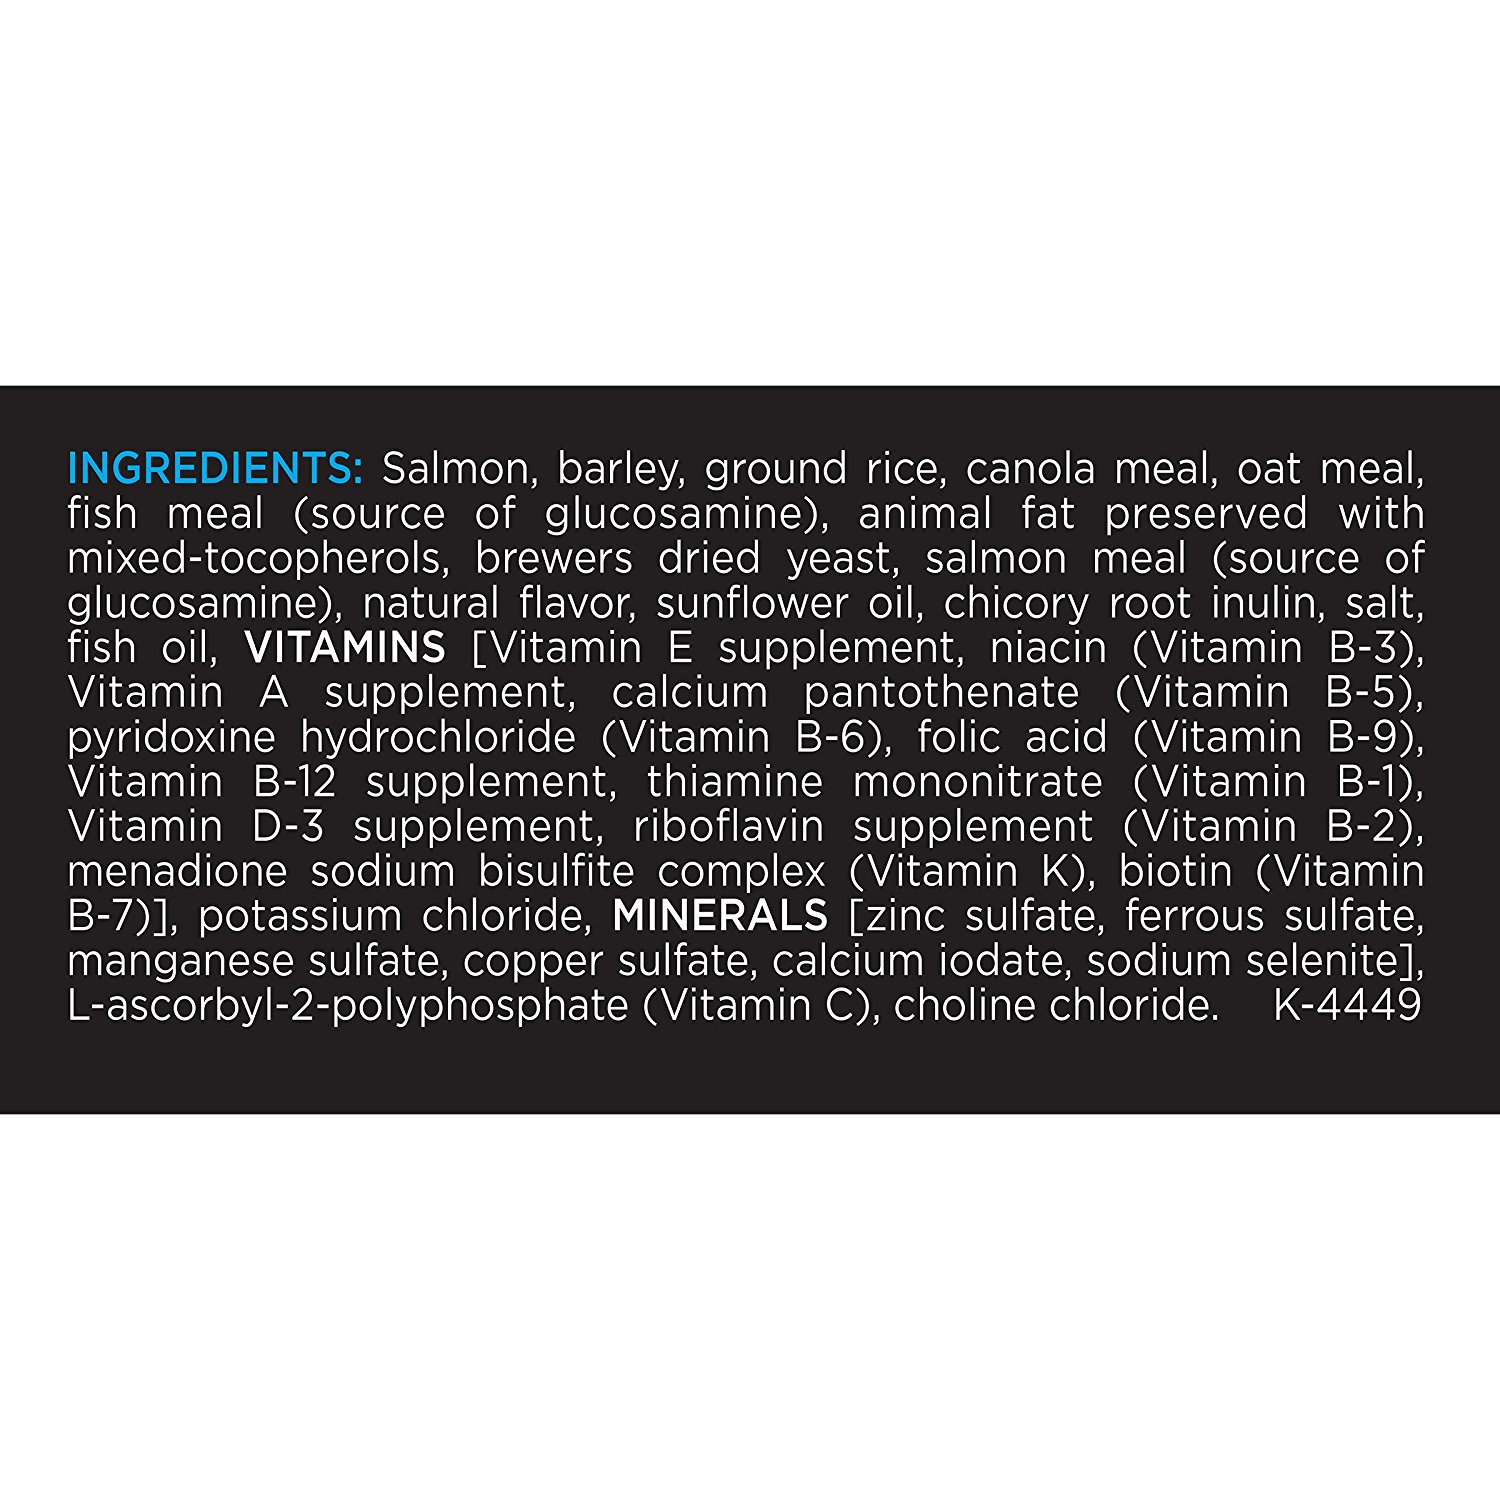 INGREDIENTS: Salmon, barley, ground rice, canola meal, oat meal,
fish meal (source of glucosamine), animal fat preserved with
mixed-tocopherols, brewers dried yeast, salmon meal (source of
glucosamine), natural flavor, sunflower oil, chicory root inulin, salt,
fish oil, VITAMINS [Vitamin E supplement, niacin (Vitamin B-3),
Vitamin A supplement, calcium pantothenate (Vitamin B-5),
pyridoxine hydrochloride (Vitamin B-6), folic acid (Vitamin B-9),
Vitamin B-12 supplement, thiamine mononitrate (Vitamin B-1),
Vitamin D-3 supplement, riboflavin supplement (Vitamin B-2),
menadione sodium bisulfite complex (Vitamin K), biotin (Vitamin
B-7)], potassium chloride, MINERALS [zinc sulfate, ferrous sulfate,
manganese sulfate, copper sulfate, calcium iodate, sodium selenite],
L-ascorbyl-2-polyphosphate (Vitamin C), choline chloride. K-4449